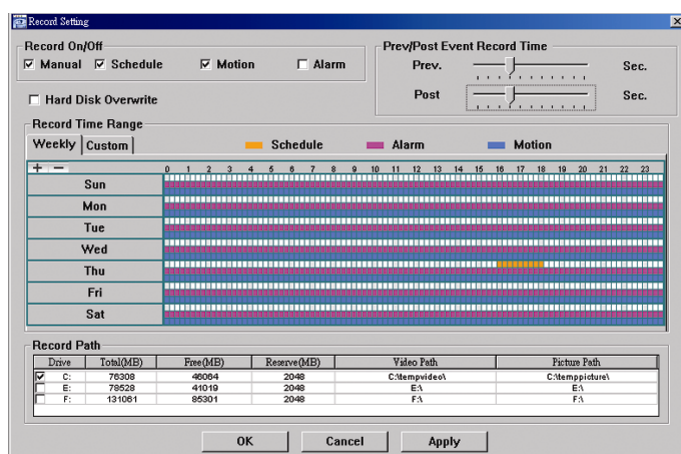 Record Setting
Record On/Off
Manual Schedule Motion Alarm
Prev/Post Event Record Time
Prev. Sec.
Post Sec.
Hard Disk Overwrite
Record Time Range
Weekly Custom
Schedule Alarm Motion
+ −
0 1 2 3 4 5 6 7 8 9 10 11 12 13 14 15 16 17 18 19 20 21 22 23
Sun
Mon
Tue
Wed
Thu
Fri
Sat
Record Path
Drive Total(MB) Free(MB) Reserve(MB) Video Path Picture Path
C: 76308 46064 2048 C:\tempvideo\ C:\temppicture\
E: 78528 41019 2048 E:\ E:\
F: 131061 85301 2048 F:\ F:\
OK Cancel Apply